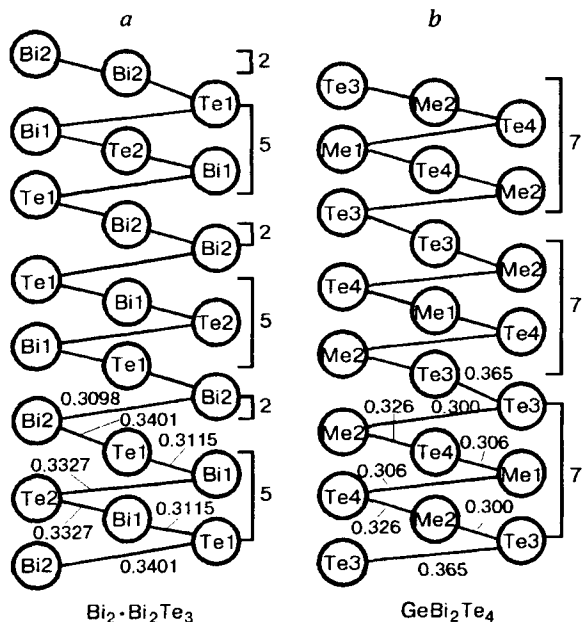 a
Bi2
Bi2
2
Te1
Bi1
Te2
5
Bi1
Te1
Bi2
2
Bi2
Te1
Bi1
5
Te2
Bi1
Te1
Bi2
2
0.3098
Bi2
0.3401
Te1
0.3115
Bi1
0.3327
Te2
5
Bi1
0.3115
0.3327
Te1
Bi2
0.3401
Bi₂·Bi₂Te₃
b
Te3
Me2
Te4
7
Me1
Te4
Me2
Te3
Te3
Me2
Te4
7
Me1
Te4
Me2
Te3
0.365
Te3
0.326
0.300
Me2
Te4
0.306
0.306
Me1
7
Te4
0.326
Me2
0.300
Te3
Te3
0.365
GeBi₂Te₄